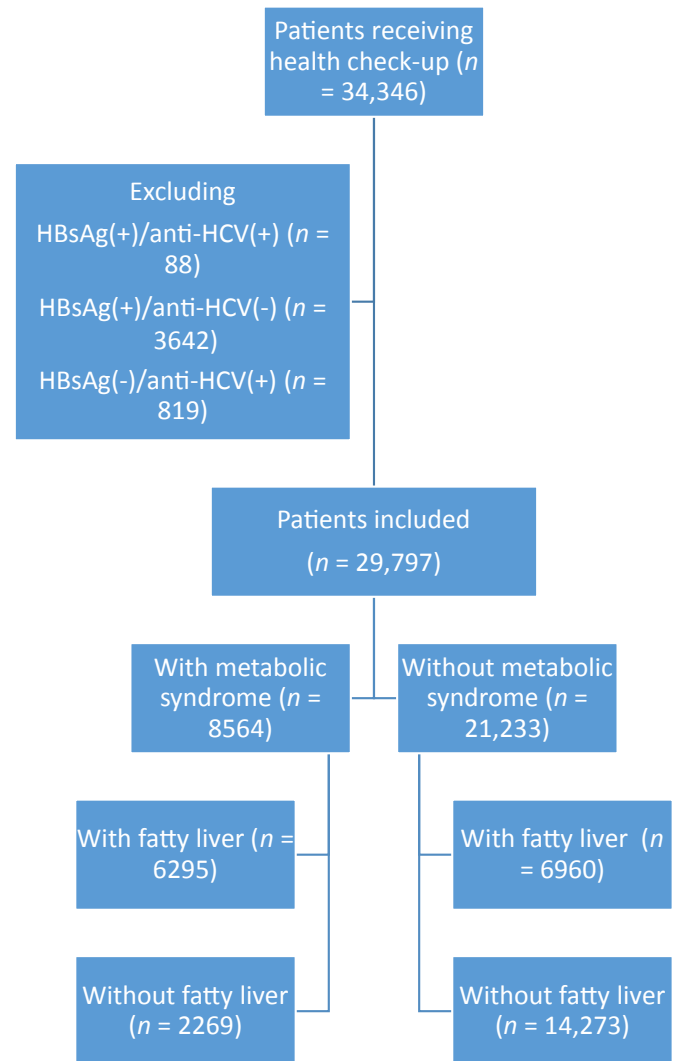 Patients receiving
health check-up (n
= 34,346)
Excluding
HBsAg(+)/anti-HCV(+) (n =
88)
HBsAg(+)/anti-HCV(-) (n =
3642)
HBsAg(-)/anti-HCV(+) (n =
819)
Patients included
(n = 29,797)
With metabolic
syndrome (n =
8564)
Without metabolic
syndrome (n =
21,233)
With fatty liver (n =
6295)
With fatty liver (n
= 6960)
Without fatty liver
(n = 2269)
Without fatty liver
(n = 14,273)